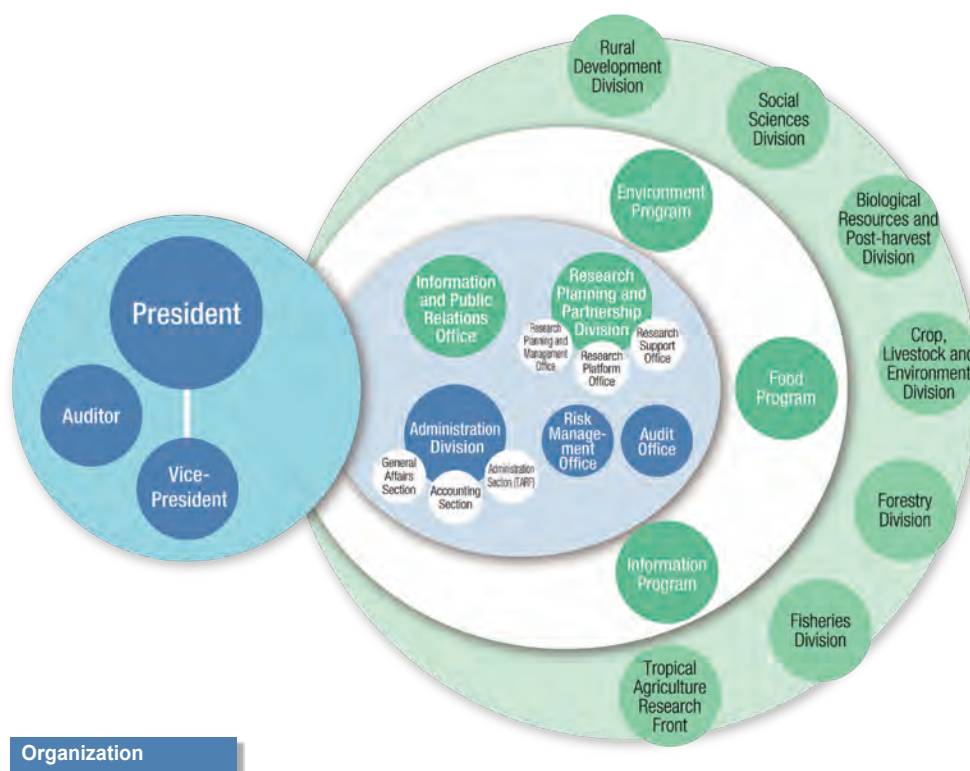 President
Auditor
Vice-
President
Information
and Public
Relations
Office
Research
Planning and
Partnership
Division
Research
Planning and
Management
Office
Research
Platform
Office
Research
Support
Office
Administration
Division
General
Affairs
Section
Accounting
Section
Administration
Section (TARF)
Risk
Manage-
ment
Office
Audit
Office
Environment
Program
Food
Program
Information
Program
Rural
Development
Division
Social
Sciences
Division
Biological
Resources and
Post-harvest
Division
Crop,
Livestock and
Environment
Division
Forestry
Division
Fisheries
Division
Tropical
Agriculture
Research
Front
Organization